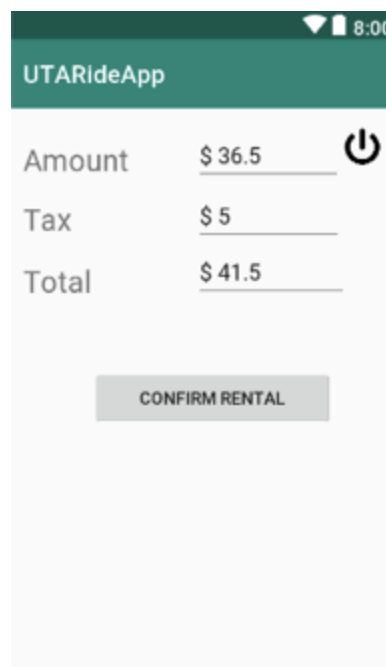 8:00
UTARideApp
Amount $ 36.5
Tax $ 5
Total $ 41.5
CONFIRM RENTAL